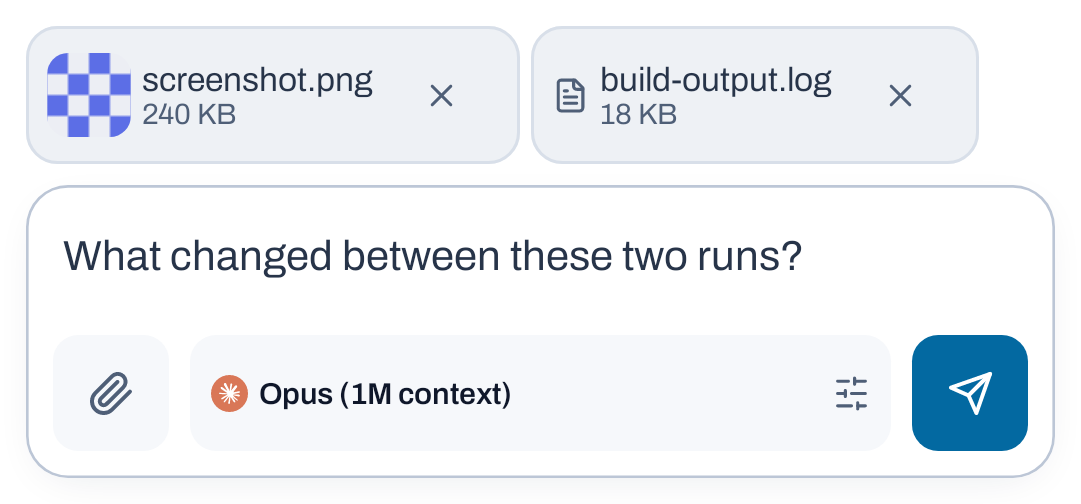 screenshot.png
240 KB
build-output.log
18 KB
What changed between these two runs?
Opus (1M context)